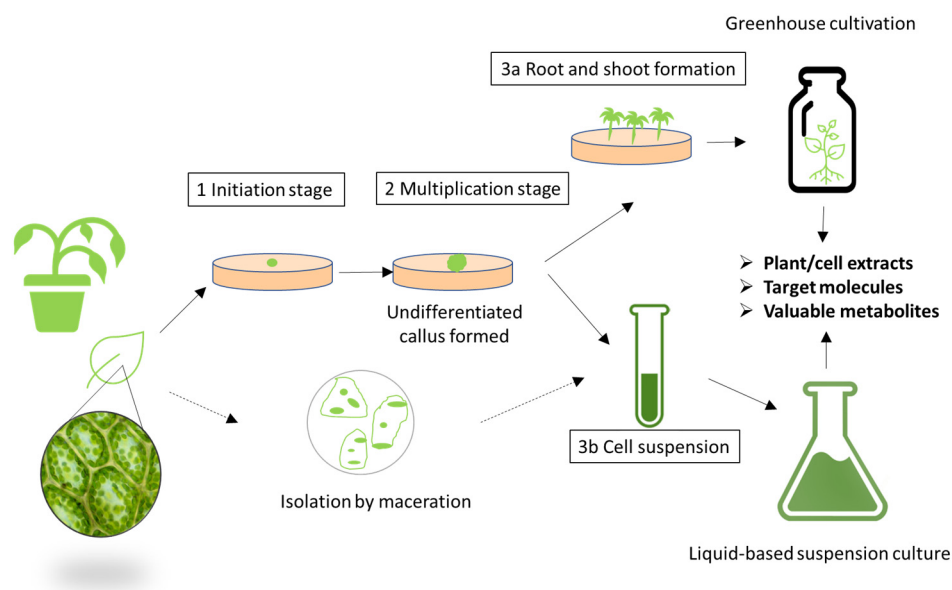 Greenhouse cultivation
3a Root and shoot formation
1 Initiation stage
2 Multiplication stage
Undifferentiated
callus formed
➢ Plant/cell extracts
➢ Target molecules
➢ Valuable metabolites
Isolation by maceration
3b Cell suspension
Liquid-based suspension culture